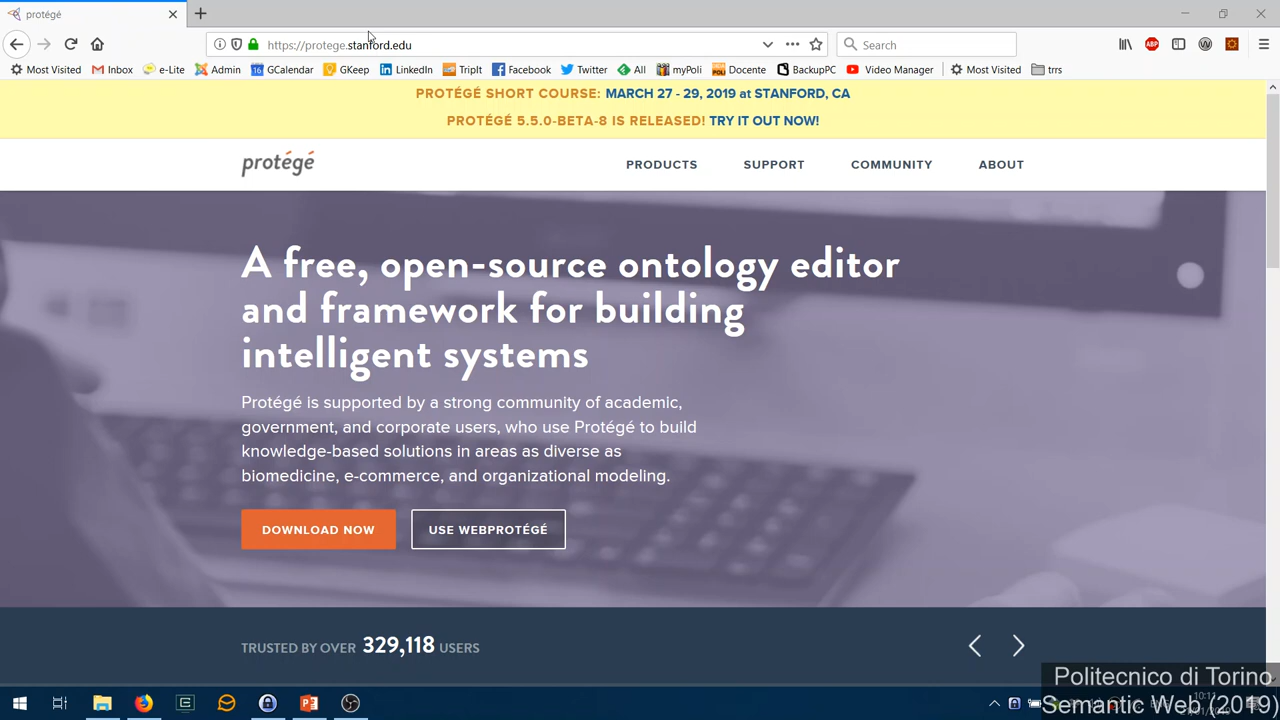 protégé
https://protege.stanford.edu
Search
Most Visited
Inbox
e-Lite
Admin
GCalendar
GKeep
LinkedIn
TripIt
Facebook
Twitter
All
myPoli
Docente
BackupPC
Video Manager
Most Visited
trrs
PROTÉGÉ SHORT COURSE: MARCH 27 - 29, 2019 at STANFORD, CA
PROTÉGÉ 5.5.0-BETA-8 IS RELEASED! TRY IT OUT NOW!
protégé
PRODUCTS
SUPPORT
COMMUNITY
ABOUT
A free, open-source ontology editor
and framework for building
intelligent systems
Protégé is supported by a strong community of academic,
government, and corporate users, who use Protégé to build
knowledge-based solutions in areas as diverse as
biomedicine, e-commerce, and organizational modeling.
DOWNLOAD NOW
USE WEBPROTÉGÉ
TRUSTED BY OVER 329,118 USERS
Politecnico di Torino
Semantic Web (2019)